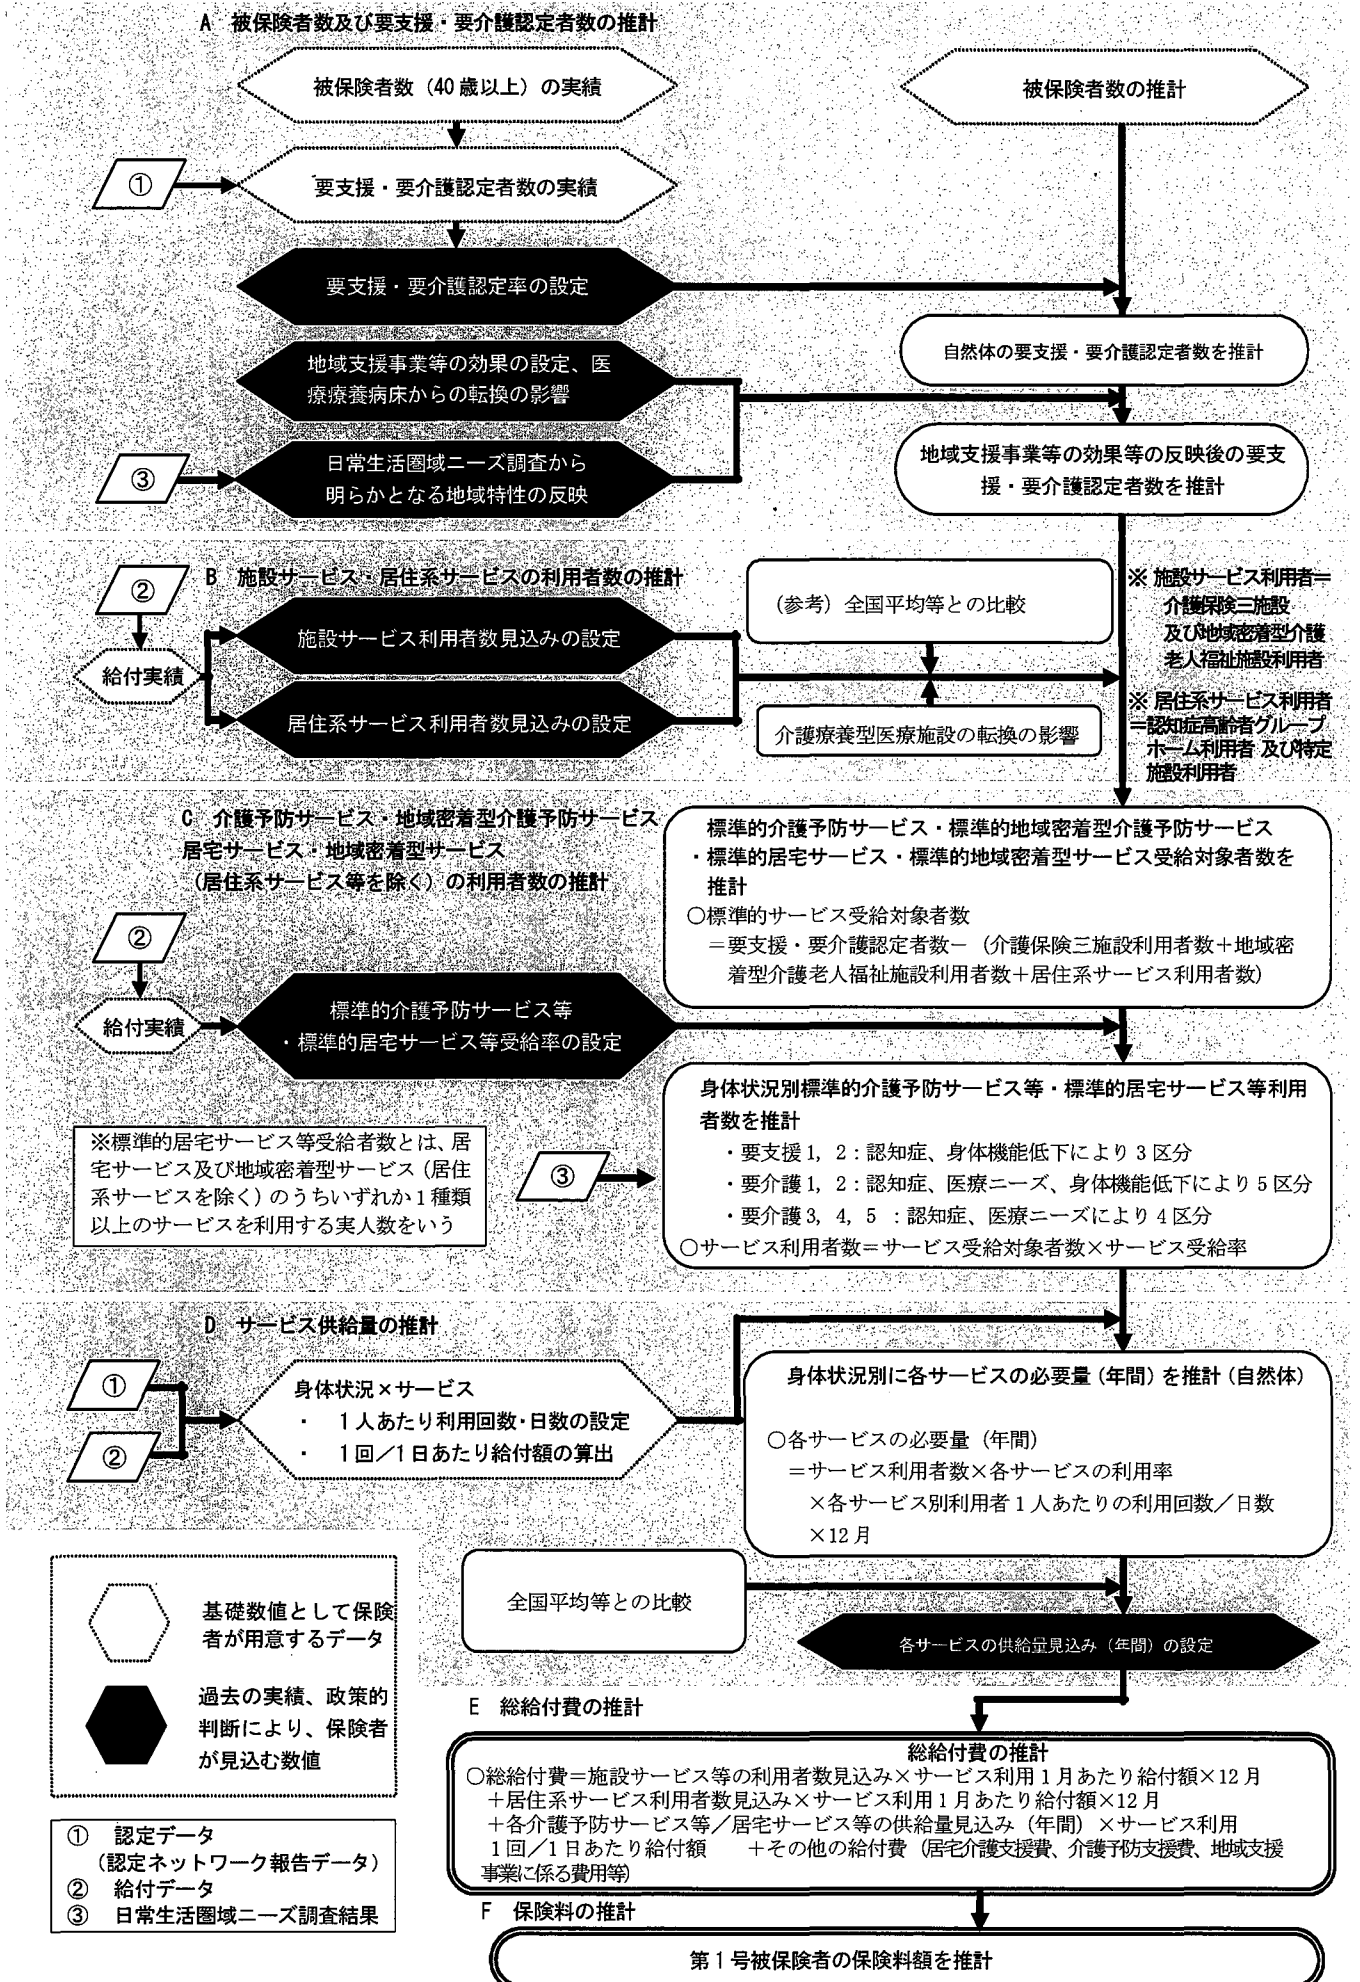 A 被保険者数及び要支援・要介護認定者数の推計
被保険者数（40歳以上）の実績
被保険者数の推計
①
要支援・要介護認定者数の実績
要支援・要介護認定率の設定
自然体の要支援・要介護認定者数を推計
地域支援事業等の効果の設定、医
療療養病床からの転換の影響
③
日常生活圏域ニーズ調査から
明らかとなる地域特性の反映
地域支援事業等の効果等の反映後の要支
援・要介護認定者数を推計
B 施設サービス・居住系サービスの利用者数の推計
②
給付実績
施設サービス利用者数見込みの設定
居住系サービス利用者数見込みの設定
（参考）全国平均等との比較
介護療養型医療施設の転換の影響
※ 施設サービス利用者＝
介護保険三施設
及び地域密着型介護
老人福祉施設利用者
※ 居住系サービス利用者
＝認知症高齢者グループ
ホーム利用者 及び特定
施設利用者
C 介護予防サービス・地域密着型介護予防サービス
居宅サービス・地域密着型サービス
（居住系サービス等を除く）の利用者数の推計
標準的介護予防サービス・標準的地域密着型介護予防サービス
・標準的居宅サービス・標準的地域密着型サービス受給対象者数を
推計
○標準的サービス受給対象者数
＝要支援・要介護認定者数－（介護保険三施設利用者数＋地域密
着型介護老人福祉施設利用者数＋居住系サービス利用者数）
②
給付実績
標準的介護予防サービス等
・標準的居宅サービス等受給率の設定
身体状況別標準的介護予防サービス等・標準的居宅サービス等利用
者数を推計
・要支援1，2：認知症、身体機能低下により3区分
・要介護1，2：認知症、医療ニーズ、身体機能低下により5区分
・要介護3，4，5 ：認知症、医療ニーズにより4区分
○サービス利用者数＝サービス受給対象者数×サービス受給率
※標準的居宅サービス等受給者数とは、居
宅サービス及び地域密着型サービス（居住
系サービスを除く）のうちいずれか1種類
以上のサービスを利用する実人数をいう
③
D サービス供給量の推計
①
②
身体状況×サービス
・ 1人あたり利用回数・日数の設定
・ 1回／1日あたり給付額の算出
身体状況別に各サービスの必要量（年間）を推計（自然体）
○各サービスの必要量（年間）
＝サービス利用者数×各サービスの利用率
×各サービス別利用者1人あたりの利用回数／日数
×12月
全国平均等との比較
各サービスの供給量見込み（年間）の設定
基礎数値として保険
者が用意するデータ
過去の実績、政策的
判断により、保険者
が見込む数値
① 認定データ
（認定ネットワーク報告データ）
② 給付データ
③ 日常生活圏域ニーズ調査結果
E 総給付費の推計
総給付費の推計
○総給付費＝施設サービス等の利用者数見込み×サービス利用1月あたり給付額×12月
＋居住系サービス利用者数見込み×サービス利用1月あたり給付額×12月
＋各介護予防サービス等／居宅サービス等の供給量見込み（年間）×サービス利用
1回／1日あたり給付額 ＋その他の給付費（居宅介護支援費、介護予防支援費、地域支援
事業に係る費用等）
F 保険料の推計
第1号被保険者の保険料額を推計